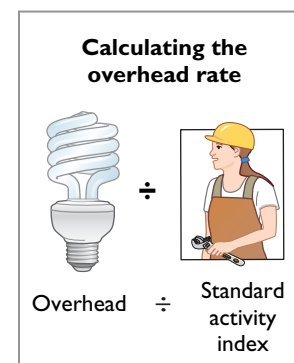 Calculating the
overhead rate
÷
Overhead ÷ Standard
activity
index